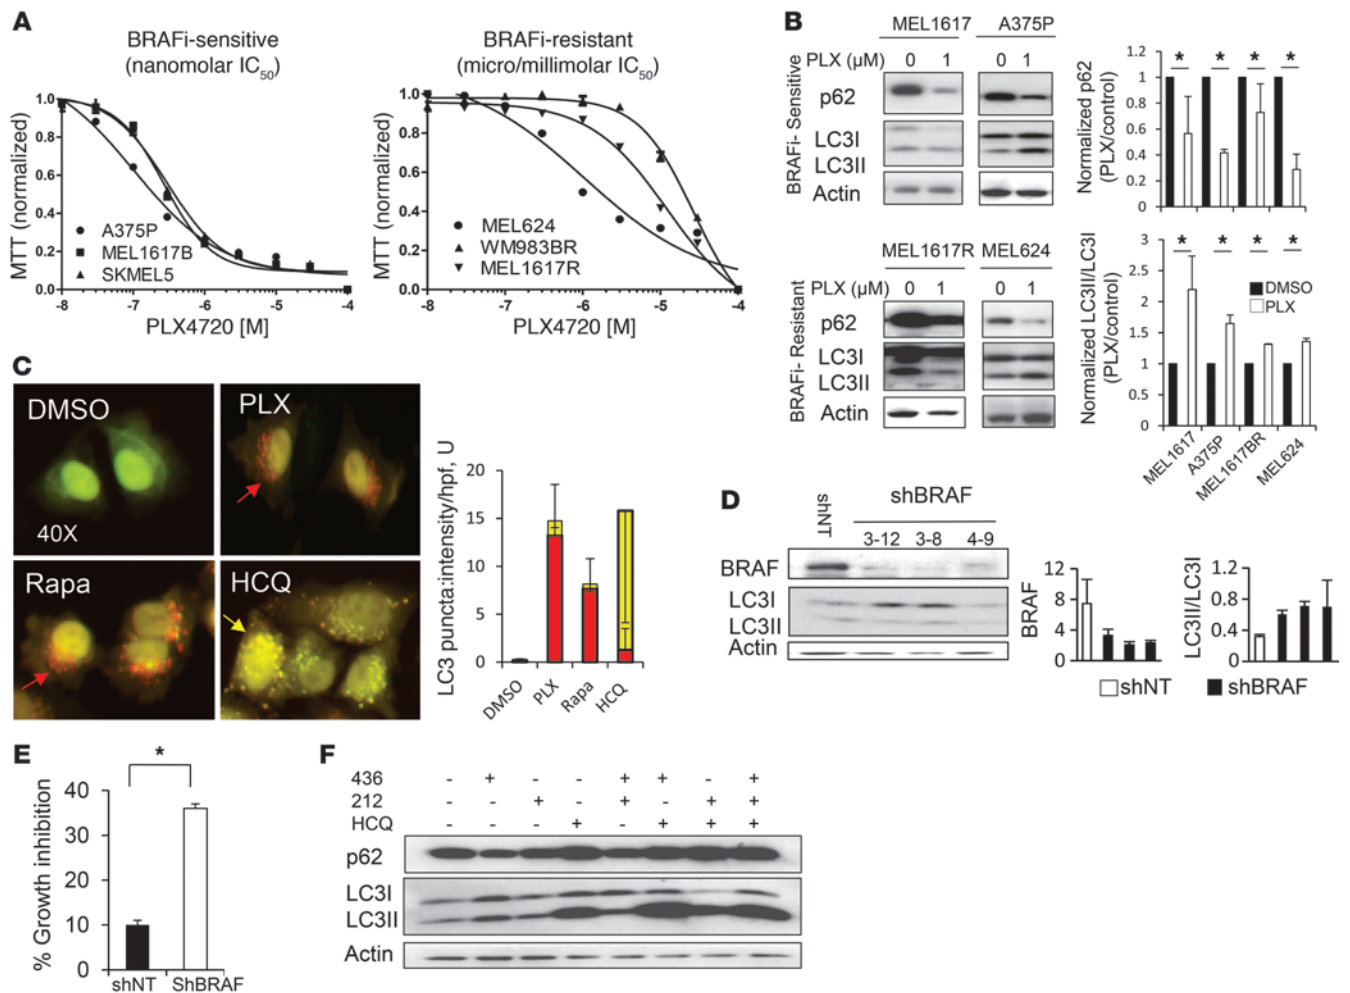 A
BRAFi-sensitive
(nanomolar IC50)
MTT (normalized)
1.0
0.8
0.6
0.4
0.2
0.0
A375P
MEL1617B
SKMEL5
-8 -7 -6 -5 -4
PLX4720 [M]
BRAFi-resistant
(micro/millimolar IC50)
MTT (normalized)
1.0
0.8
0.6
0.4
0.2
0.0
MEL624
WM983BR
MEL1617R
-8 -7 -6 -5 -4
PLX4720 [M]
B
BRAFi- Sensitive
MEL1617 A375P
PLX (µM) 0 1 0 1
p62
LC3I
LC3II
Actin
Normalized p62
(PLX/control)
1.2
1
0.8
0.6
0.4
0.2
0
* * * *
BRAFi- Resistant
MEL1617R MEL624
PLX (µM) 0 1 0 1
p62
LC3I
LC3II
Actin
Normalized LC3II/LC3I
(PLX/control)
3
2.5
2
1.5
1
0.5
0
* * * *
DMSO
PLX
MEL1617
A375P
MEL1617BR
MEL624
C
DMSO
40X
PLX
Rapa
HCQ
LC3 puncta:intensity/hpf, U
20
15
10
5
0
DMSO
PLX
Rapa
HCQ
D
shNT
shBRAF
3-12 3-8 4-9
BRAF
LC3I
LC3II
Actin
BRAF
12
8
4
0
LC3II/LC3I
1.2
0.8
0.4
0
shNT shBRAF
E
% Growth inhibition
40
30
20
10
0
*
shNT ShBRAF
F
436 - + - - + + - +
212 - - + - + - + +
HCQ - - - + - + + +
p62
LC3I
LC3II
Actin